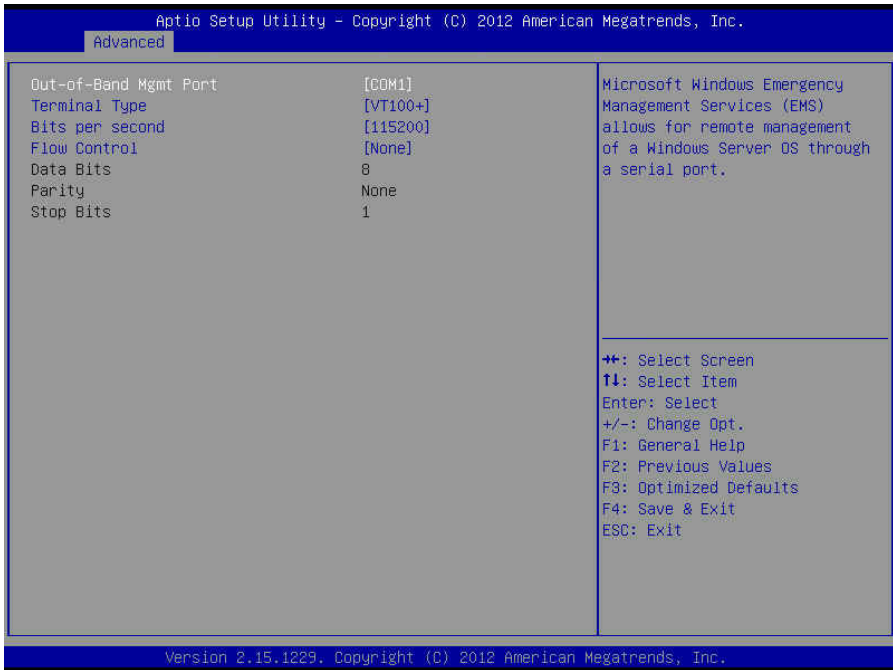 Aptio Setup Utility – Copyright (C) 2012 American Megatrends, Inc.
Advanced
Out-of-Band Mgmt Port [COM1]
Terminal Type [VT100+]
Bits per second [115200]
Flow Control [None]
Data Bits 8
Parity None
Stop Bits 1
Microsoft Windows Emergency
Management Services (EMS)
allows for remote management
of a Windows Server OS through
a serial port.
→←: Select Screen
↑↓: Select Item
Enter: Select
+/-: Change Opt.
F1: General Help
F2: Previous Values
F3: Optimized Defaults
F4: Save & Exit
ESC: Exit
Version 2.15.1229. Copyright (C) 2012 American Megatrends, Inc.